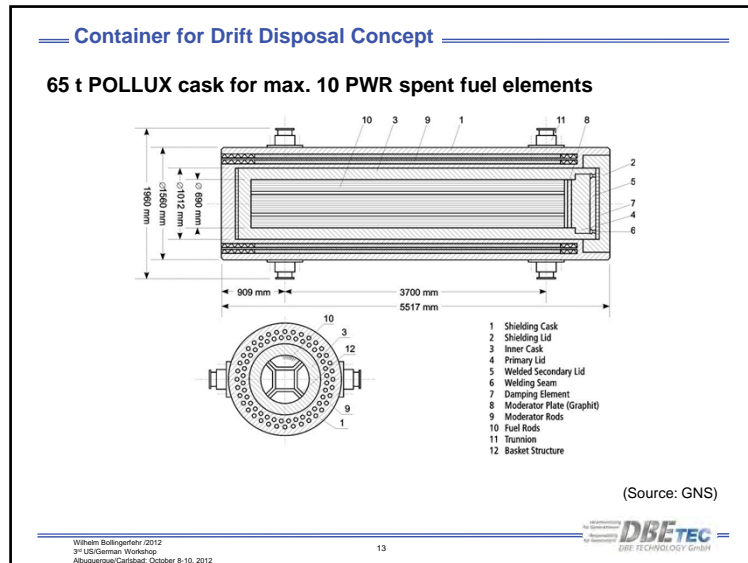 Container for Drift Disposal Concept
65 t POLLUX cask for max. 10 PWR spent fuel elements
10 3 9 1 11 8
2
5
7
4
6
1960 mm
Ø1560 mm
Ø1012 mm
Ø 690 mm
909 mm 3700 mm
5517 mm
10
3
12
9
1
1 Shielding Cask
2 Shielding Lid
3 Inner Cask
4 Primary Lid
5 Welded Secondary Lid
6 Welding Seam
7 Damping Element
8 Moderator Plate (Graphit)
9 Moderator Rods
10 Fuel Rods
11 Trunnion
12 Basket Structure
(Source: GNS)
Wilhelm Bollingerfehr /2012
3rd US/German Workshop
Albuquerque/Carlsbad; October 8-10, 2012
13
DBE TEC
DBE TECHNOLOGY GmbH